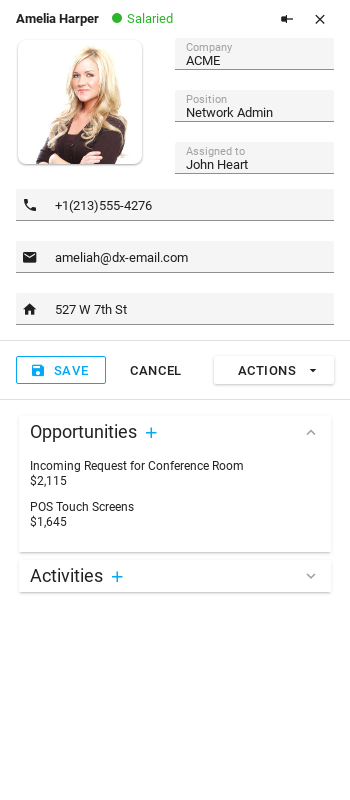 Amelia Harper Salaried
Company
ACME
Position
Network Admin
Assigned to
John Heart
+1(213)555-4276
ameliah@dx-email.com
527 W 7th St
SAVE CANCEL ACTIONS
Opportunities
Incoming Request for Conference Room
$2,115
POS Touch Screens
$1,645
Activities